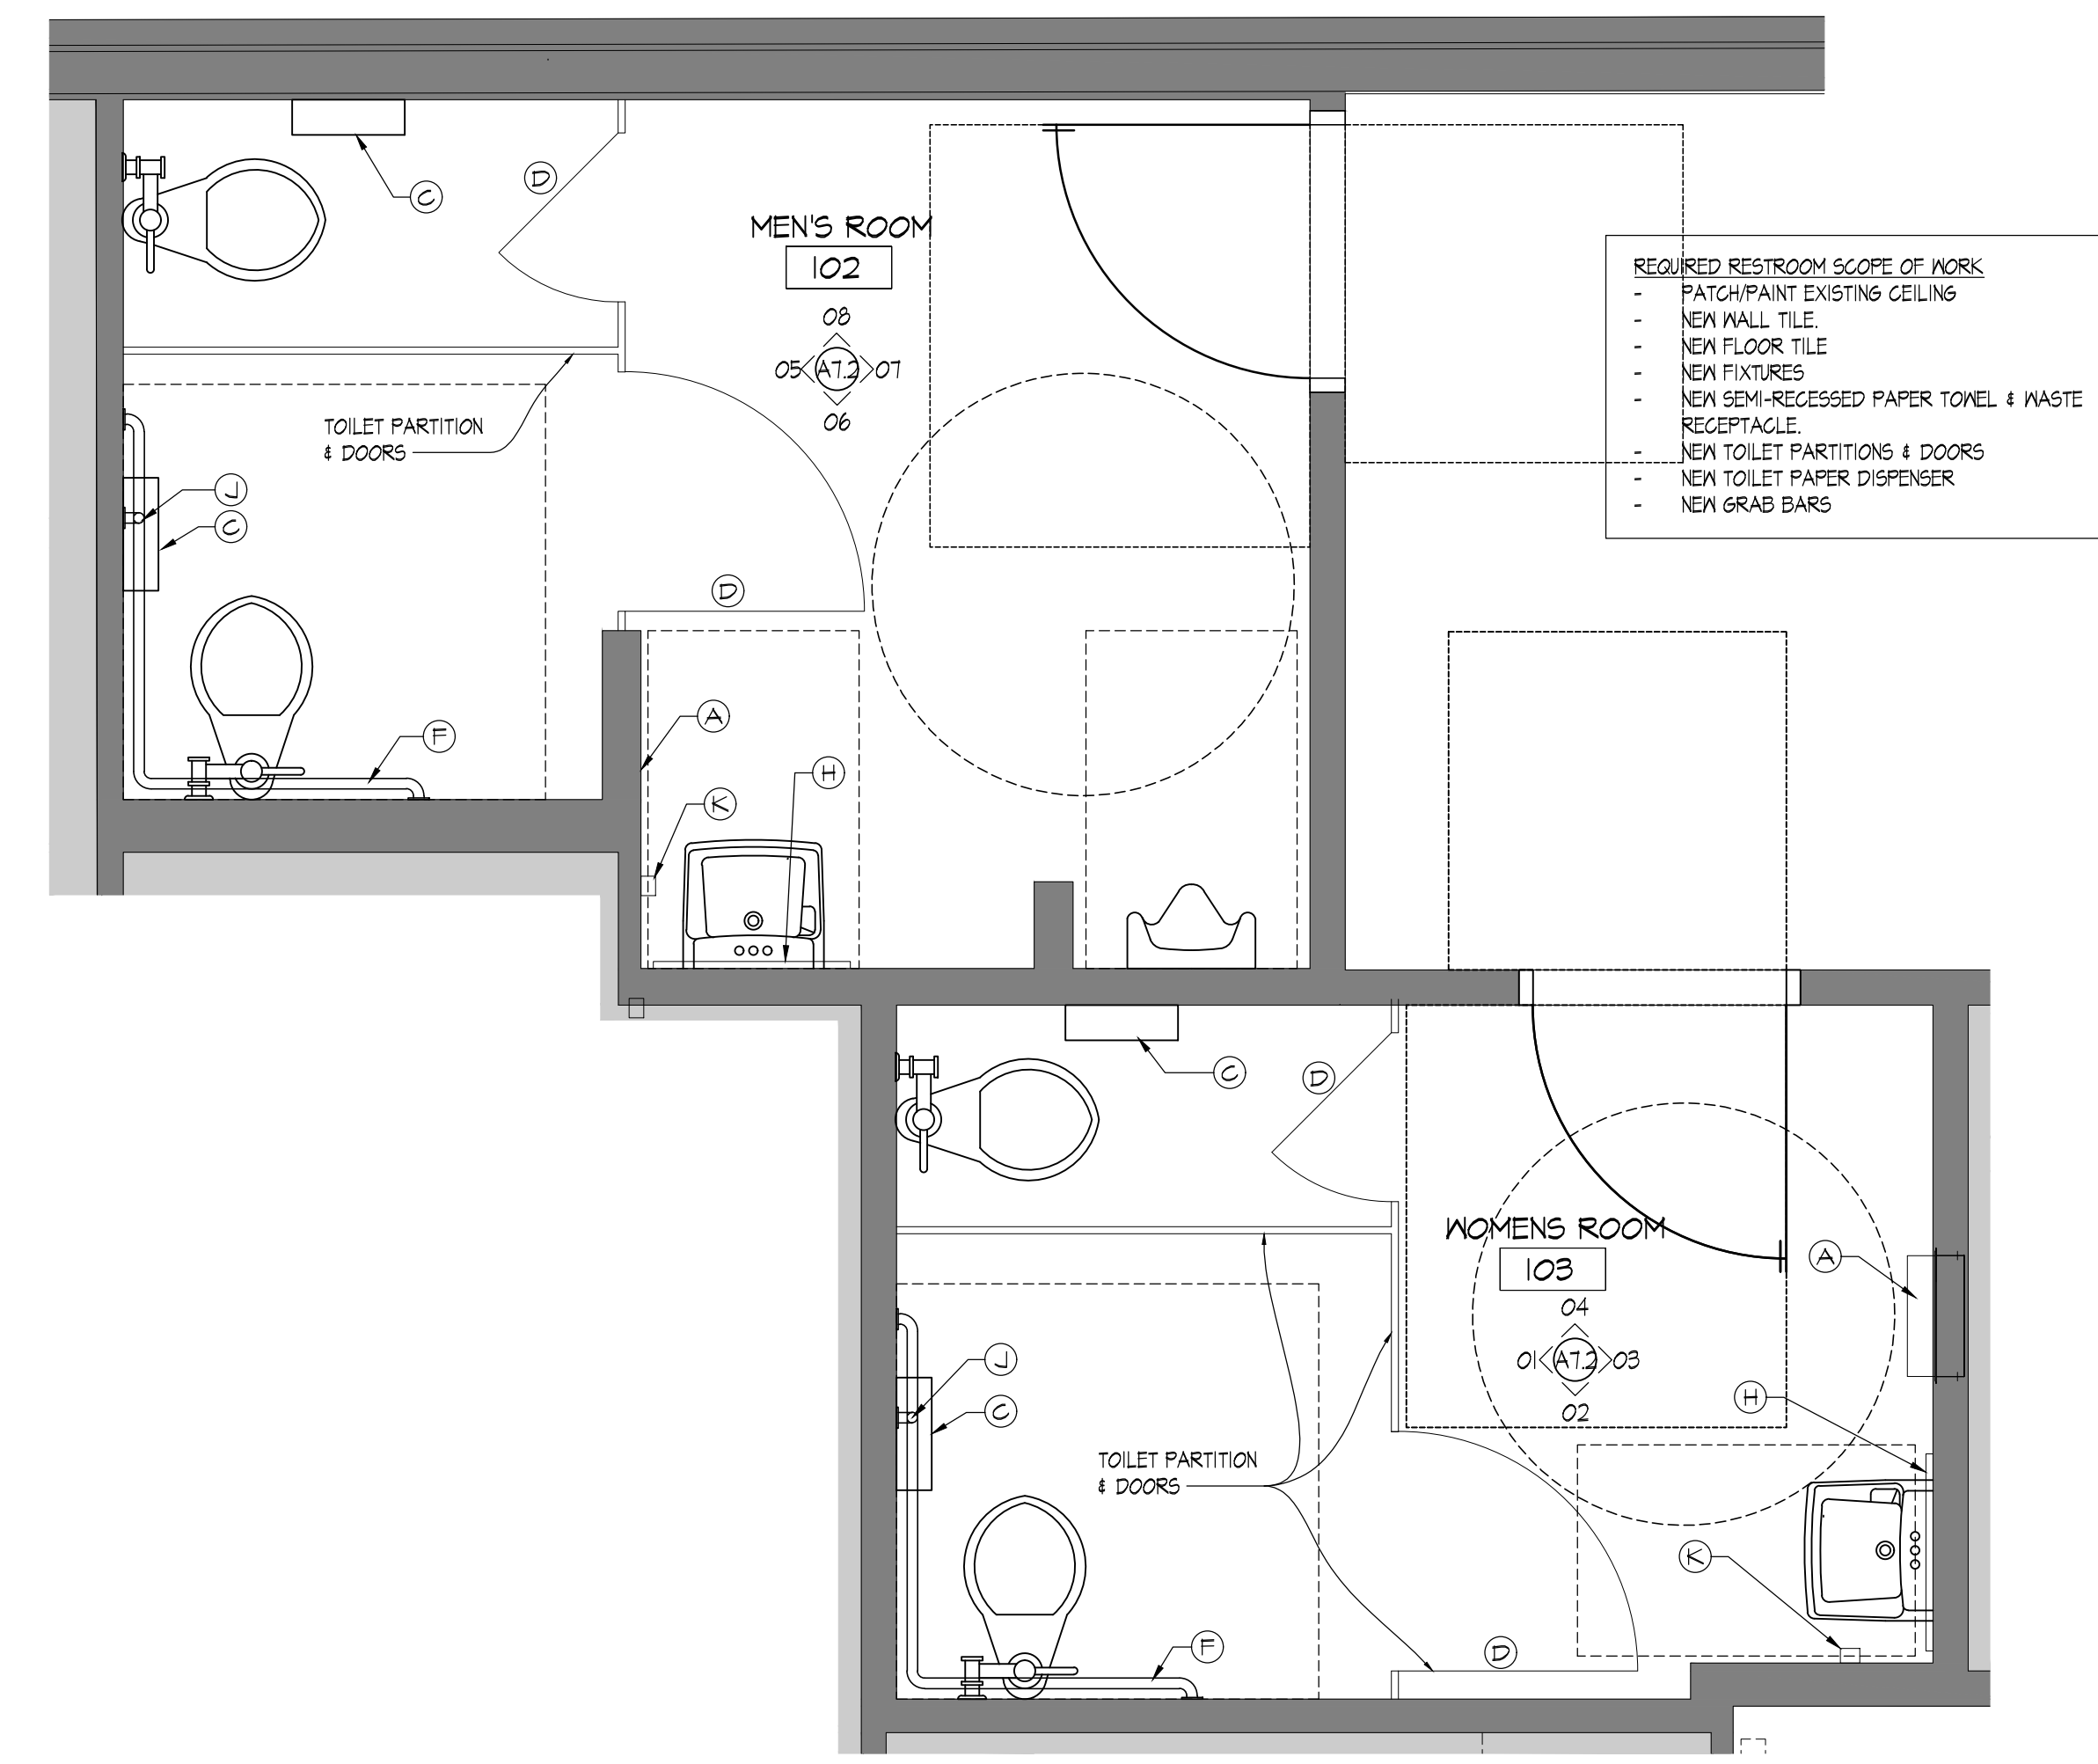 C
D
MEN'S ROOM
102
08
05 A7.2 07
06
REQUIRED RESTROOM SCOPE OF WORK
- PATCH/PAINT EXISTING CEILING
- NEW WALL TILE.
- NEW FLOOR TILE
- NEW FIXTURES
- NEW SEMI-RECESSED PAPER TOWEL & WASTE
RECEPTACLE.
- NEW TOILET PARTITIONS & DOORS
- NEW TOILET PAPER DISPENSER
- NEW GRAB BARS
TOILET PARTITION
& DOORS
J
C
D
A
F
H
K
C
D
WOMENS ROOM
103
04
01 A7.2 03
02
A
J
H
C
TOILET PARTITION
& DOORS
K
F
D